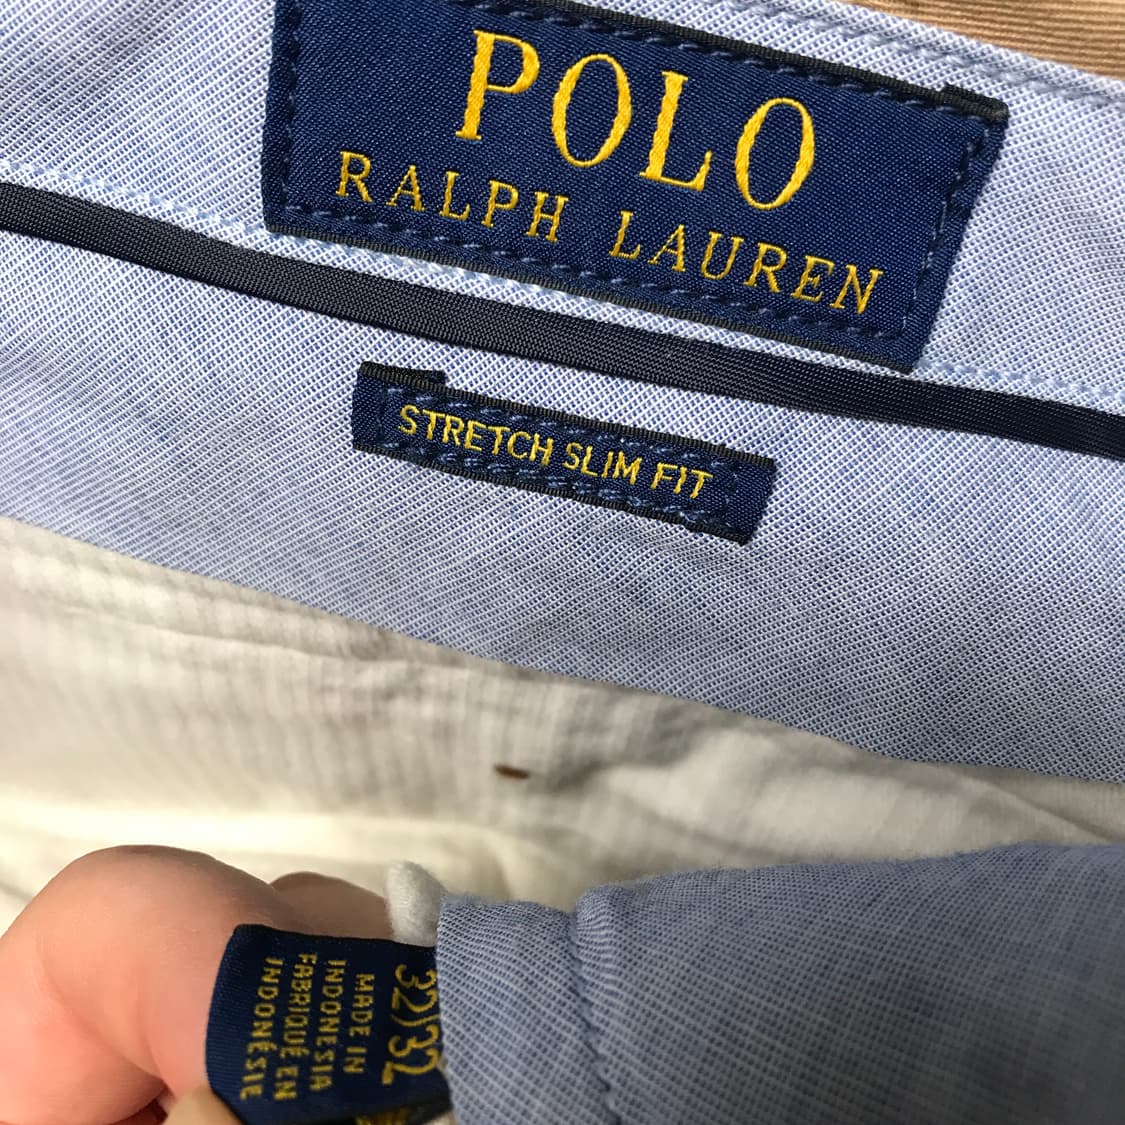 POLO
RALPH LAUREN
STRETCH SLIM FIT
32/32
MADE IN
INDONESIA
FABRIQUÉ EN
INDONÉSIE